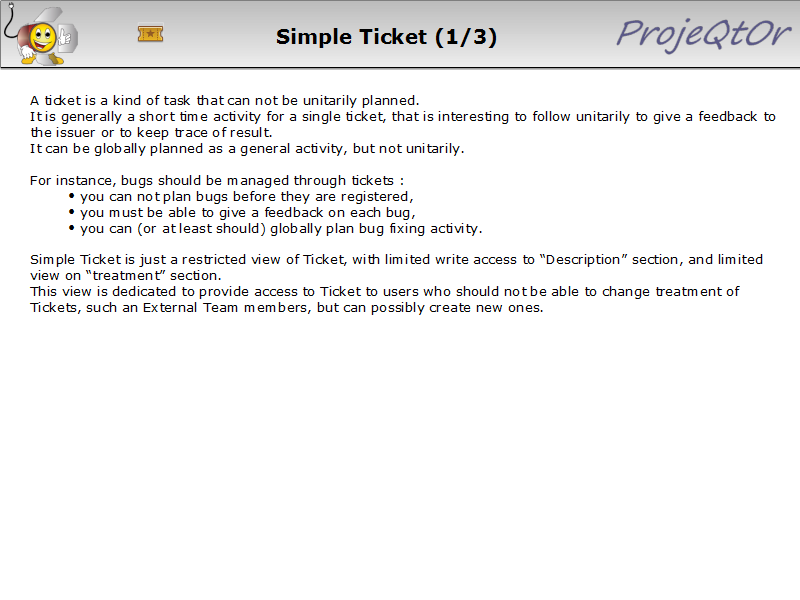 Simple Ticket (1/3)
ProjeQtOr
A ticket is a kind of task that can not be unitarily planned.
It is generally a short time activity for a single ticket, that is interesting to follow unitarily to give a feedback to
the issuer or to keep trace of result.
It can be globally planned as a general activity, but not unitarily.
For instance, bugs should be managed through tickets :
• you can not plan bugs before they are registered,
• you must be able to give a feedback on each bug,
• you can (or at least should) globally plan bug fixing activity.
Simple Ticket is just a restricted view of Ticket, with limited write access to “Description” section, and limited
view on “treatment” section.
This view is dedicated to provide access to Ticket to users who should not be able to change treatment of
Tickets, such an External Team members, but can possibly create new ones.